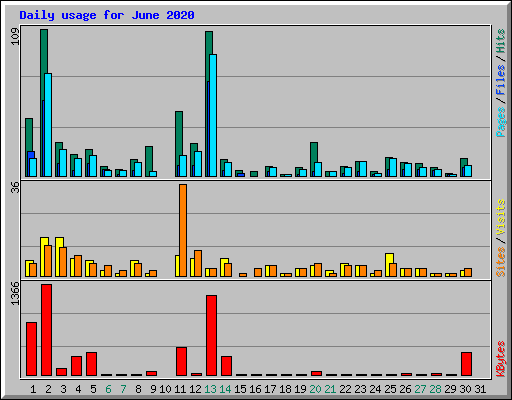 Daily usage for June 2020
109
Pages / Files / Hits
36
Sites / Visits
1366
KBytes
1 2 3 4 5 6 7 8 9 10 11 12 13 14 15 16 17 18 19 20 21 22 23 24 25 26 27 28 29 30 31